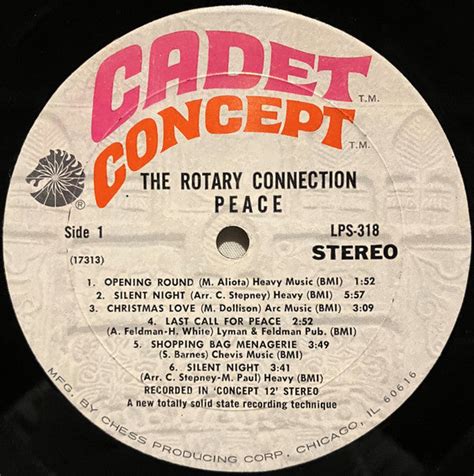 CADET T.M.
CONCEPT T.M.
®
THE ROTARY CONNECTION
PEACE
Side 1 LPS-318
STEREO
(17313)
1. OPENING ROUND (M. Aliota) Heavy Music (BMI) 1:52
2. SILENT NIGHT (Arr. C. Stepney) Heavy (BMI) 5:57
3. CHRISTMAS LOVE (M. Dollison) Arc Music (BMI) 3:09
4. LAST CALL FOR PEACE 2:52
A. Feldman-H. White) Lyman & Feldman Pub. (BMI)
5. SHOPPING BAG MENAGERIE 3:49
(S. Barnes) Chevis Music (BMI)
6. SILENT NIGHT 3:41
(Arr. C. Stepney-M. Paul) Heavy (BMI)
RECORDED IN 'CONCEPT 12' STEREO
A new totally solid state recording technique
MFG. BY CHESS PRODUCING CORP., CHICAGO, IL 60616